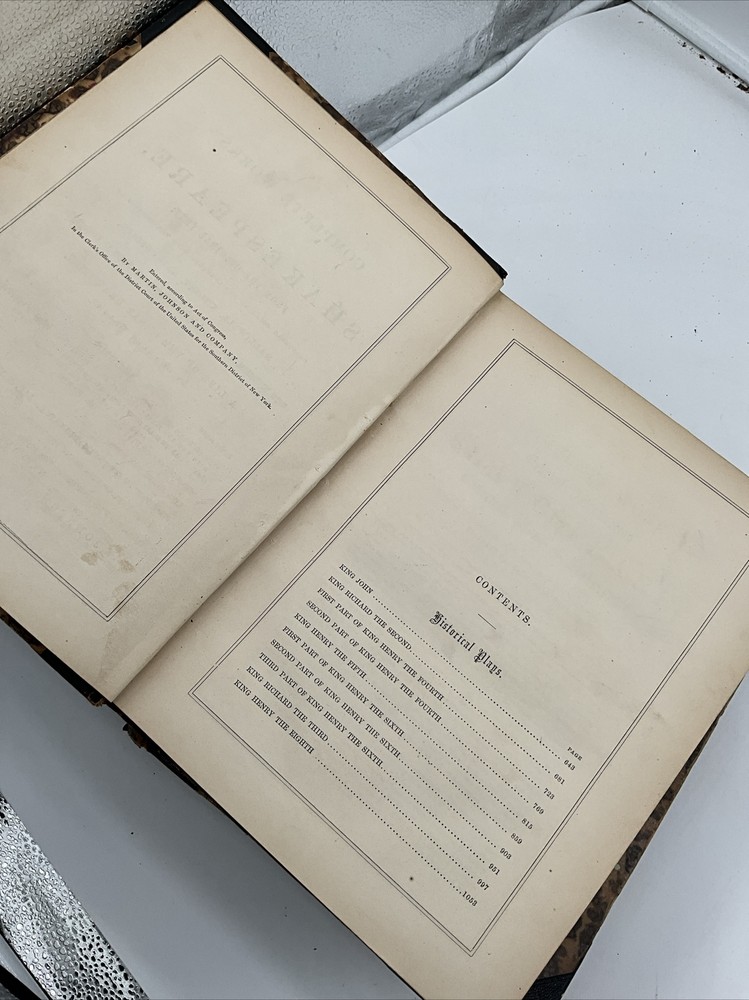 Entered, according to Act of Congress,
By MARTIN, JOHNSON AND COMPANY,
In the Clerk's Office of the District Court of the United States for the Southern District of New York.
CONTENTS.
Historical Plays.
PAGE
KING JOHN 643
KING RICHARD THE SECOND 681
FIRST PART OF KING HENRY THE FOURTH 723
SECOND PART OF KING HENRY THE FOURTH 769
KING HENRY THE FIFTH 815
FIRST PART OF KING HENRY THE SIXTH 859
SECOND PART OF KING HENRY THE SIXTH 903
THIRD PART OF KING HENRY THE SIXTH 951
KING RICHARD THE THIRD 997
KING HENRY THE EIGHTH 1053